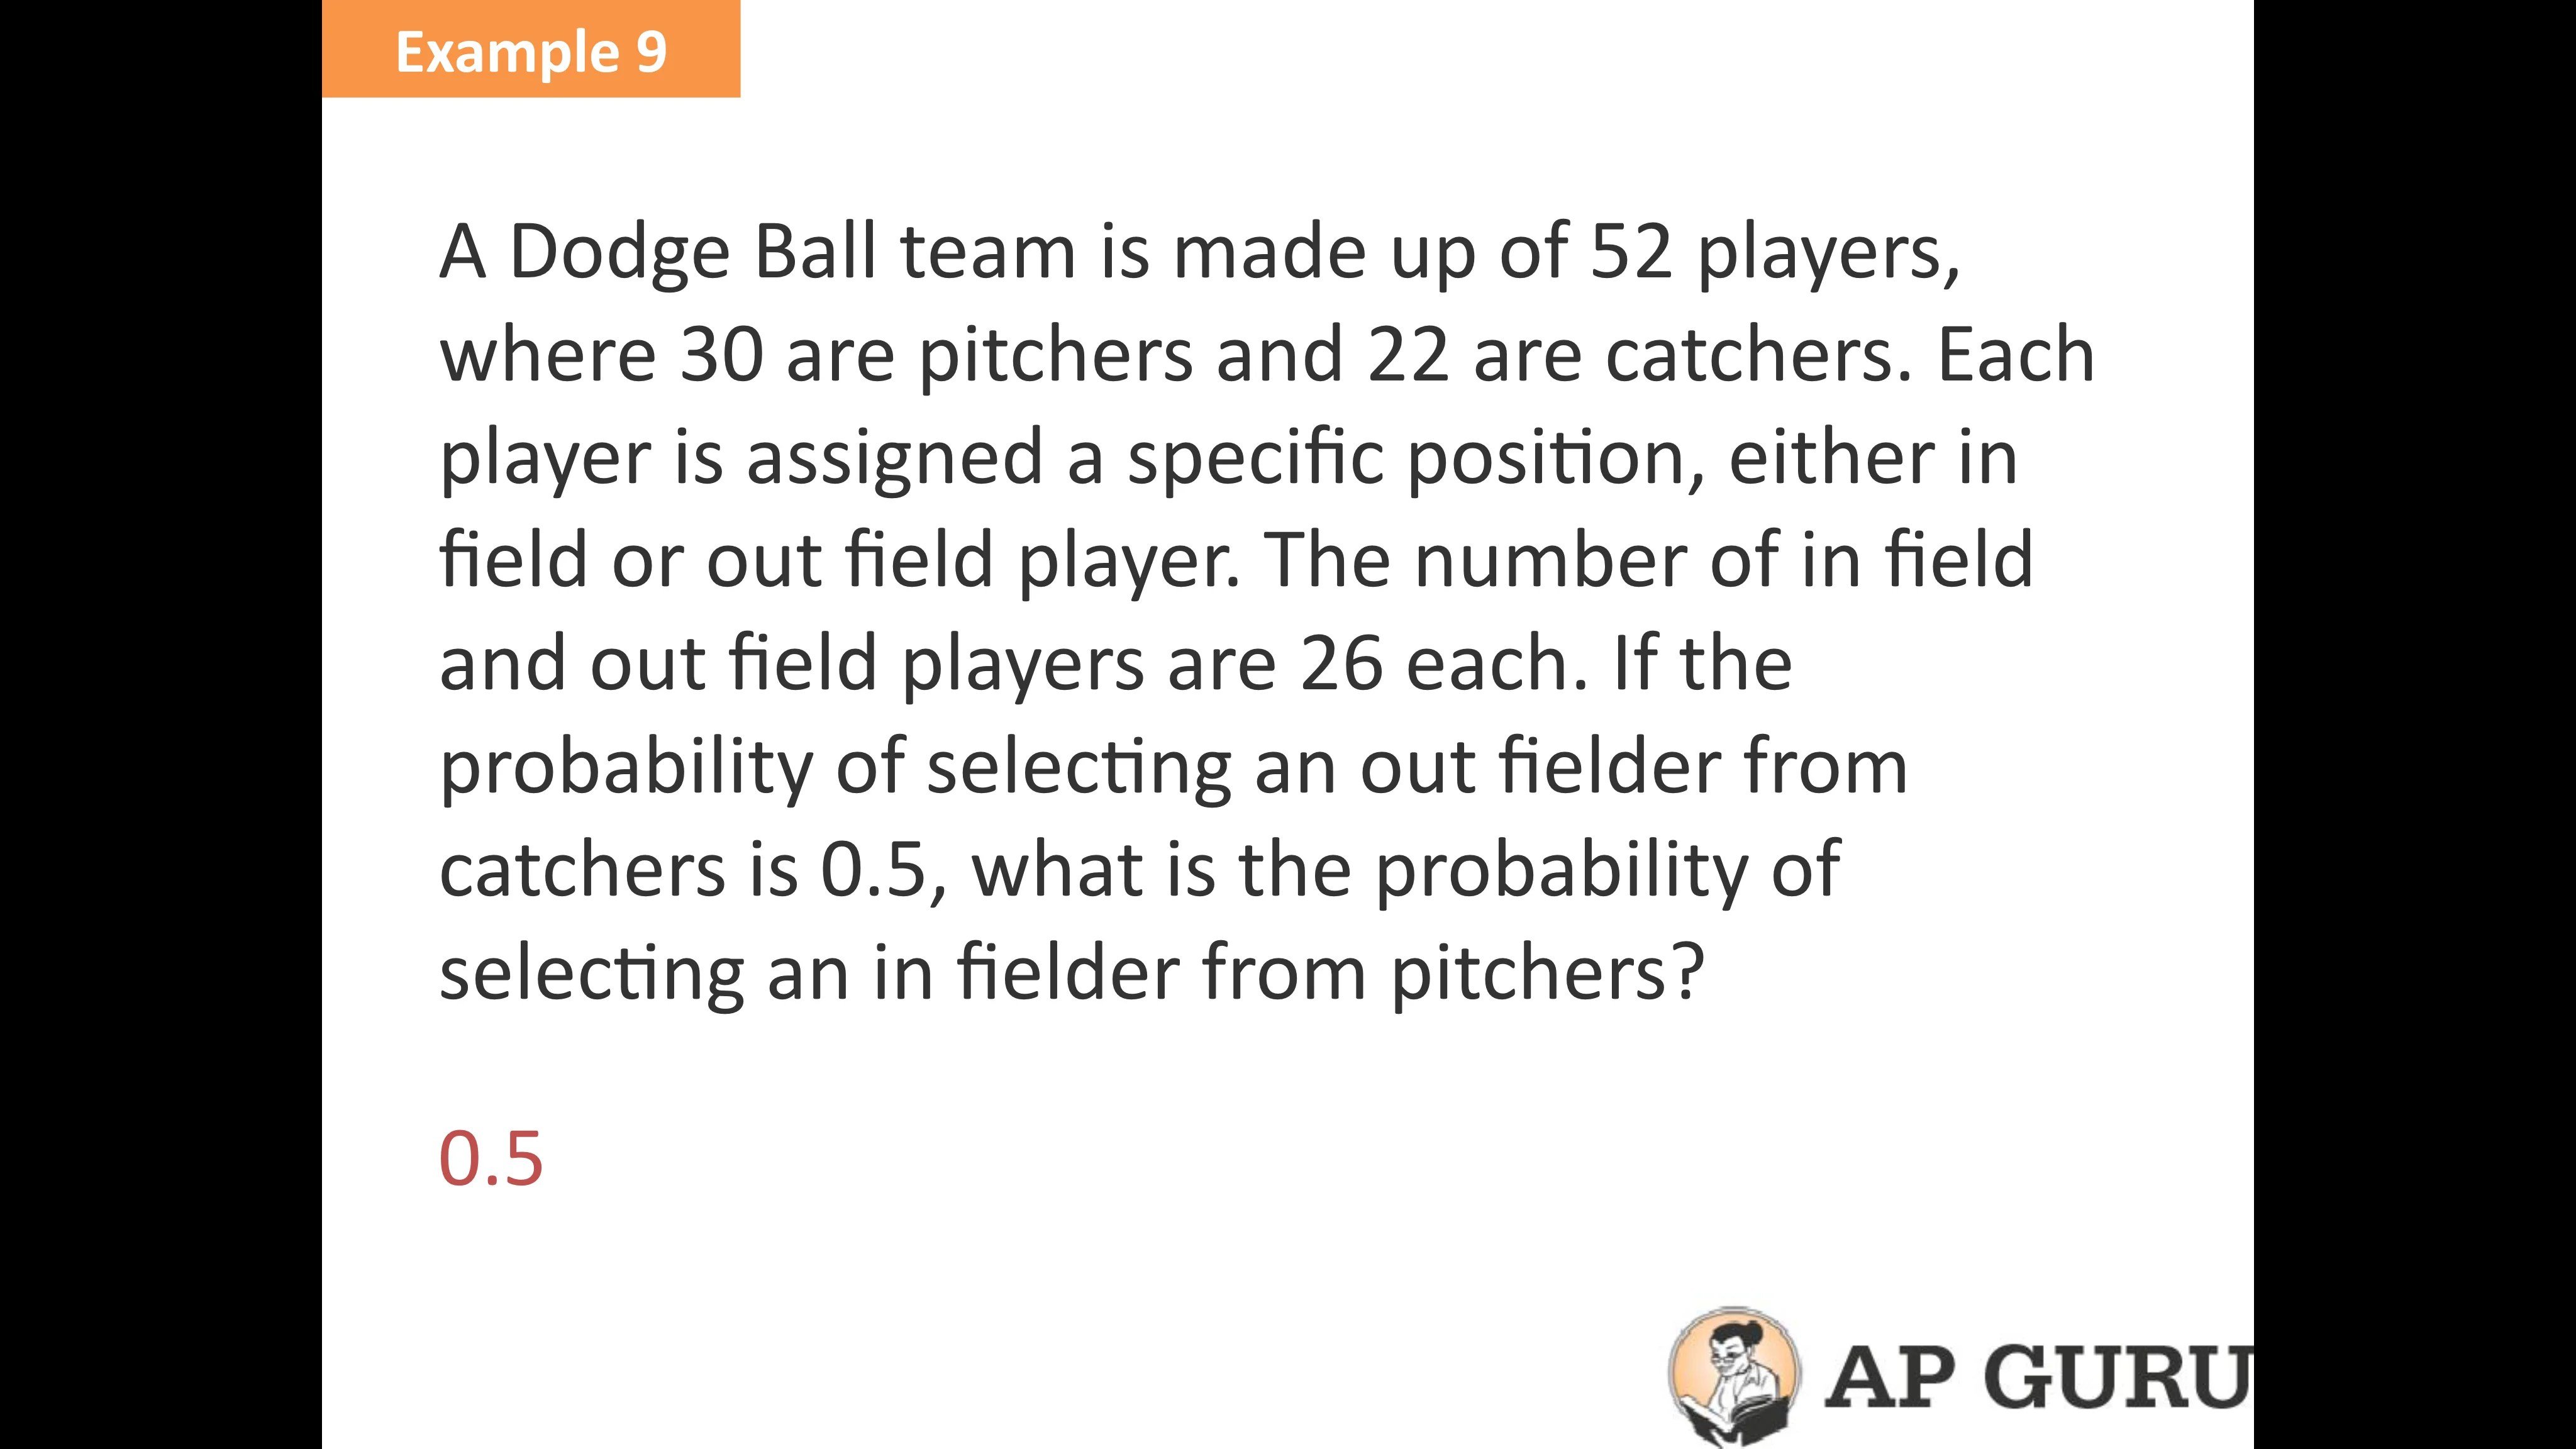 Example 9
A Dodge Ball team is made up of 52 players,
where 30 are pitchers and 22 are catchers. Each
player is assigned a specific position, either in
field or out field player. The number of in field
and out field players are 26 each. If the
probability of selecting an out fielder from
catchers is 0.5, what is the probability of
selecting an in fielder from pitchers?
0.5
AP GURU